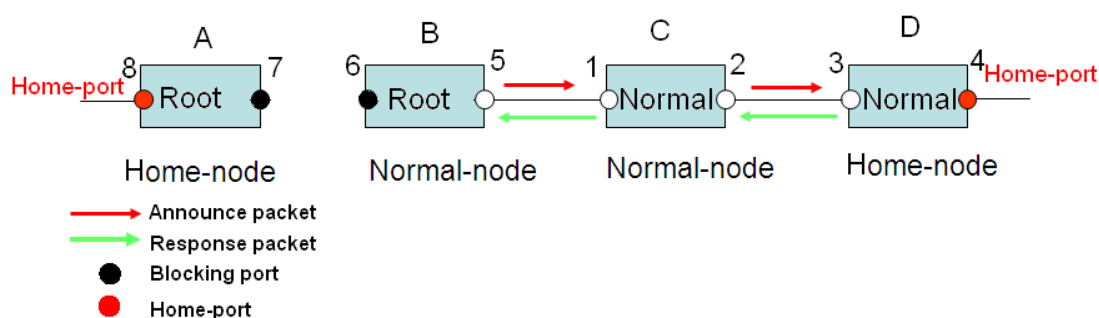 A B C D
8 7 6 5 1 2 3 4
Home-port Root Root Normal Normal Home-port
Home-node Normal-node Normal-node Home-node
Announce packet
Response packet
Blocking port
Home-port